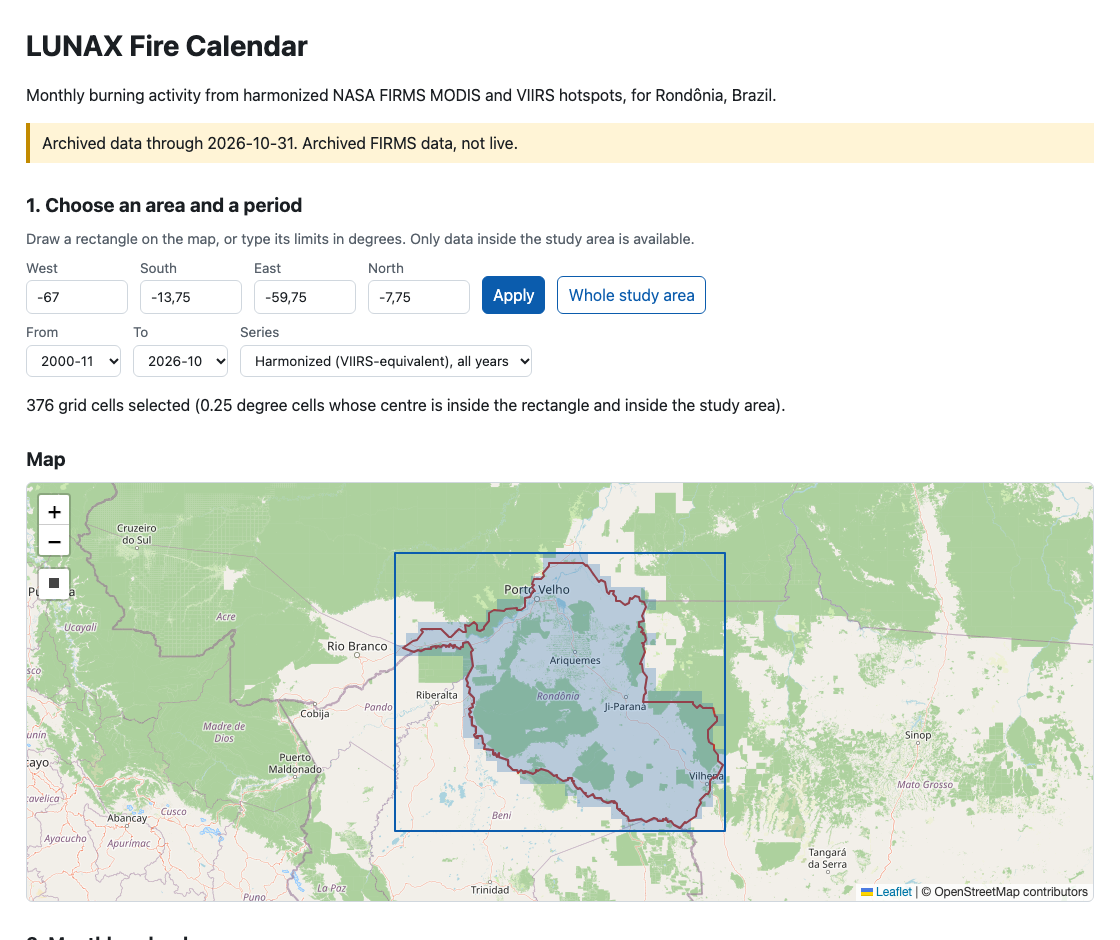 LUNAX Fire Calendar
Monthly burning activity from harmonized NASA FIRMS MODIS and VIIRS hotspots, for Rondônia, Brazil.
Archived data through 2026-10-31. Archived FIRMS data, not live.
1. Choose an area and a period
Draw a rectangle on the map, or type its limits in degrees. Only data inside the study area is available.
West South East North
-67 -13,75 -59,75 -7,75 Apply Whole study area
From To Series
2000-11 2026-10 Harmonized (VIIRS-equivalent), all years
376 grid cells selected (0.25 degree cells whose centre is inside the rectangle and inside the study area).
Map
+
−
Cruzeiro
do Sul
Porto Velho
Ucayali
Acre
Rio Branco
Ariquemes
Riberalta
Rondônia
Ji-Paraná
Cojiba
Pando
Madre de
Dios
Sinop
Puerto
Maldonado
Vilhena
Mato Grosso
Cusco
Abancay
Beni
Ayacucho
Apurímac
Tangará
da Serra
La Paz
Trinidad
Puno
Leaflet | © OpenStreetMap contributors